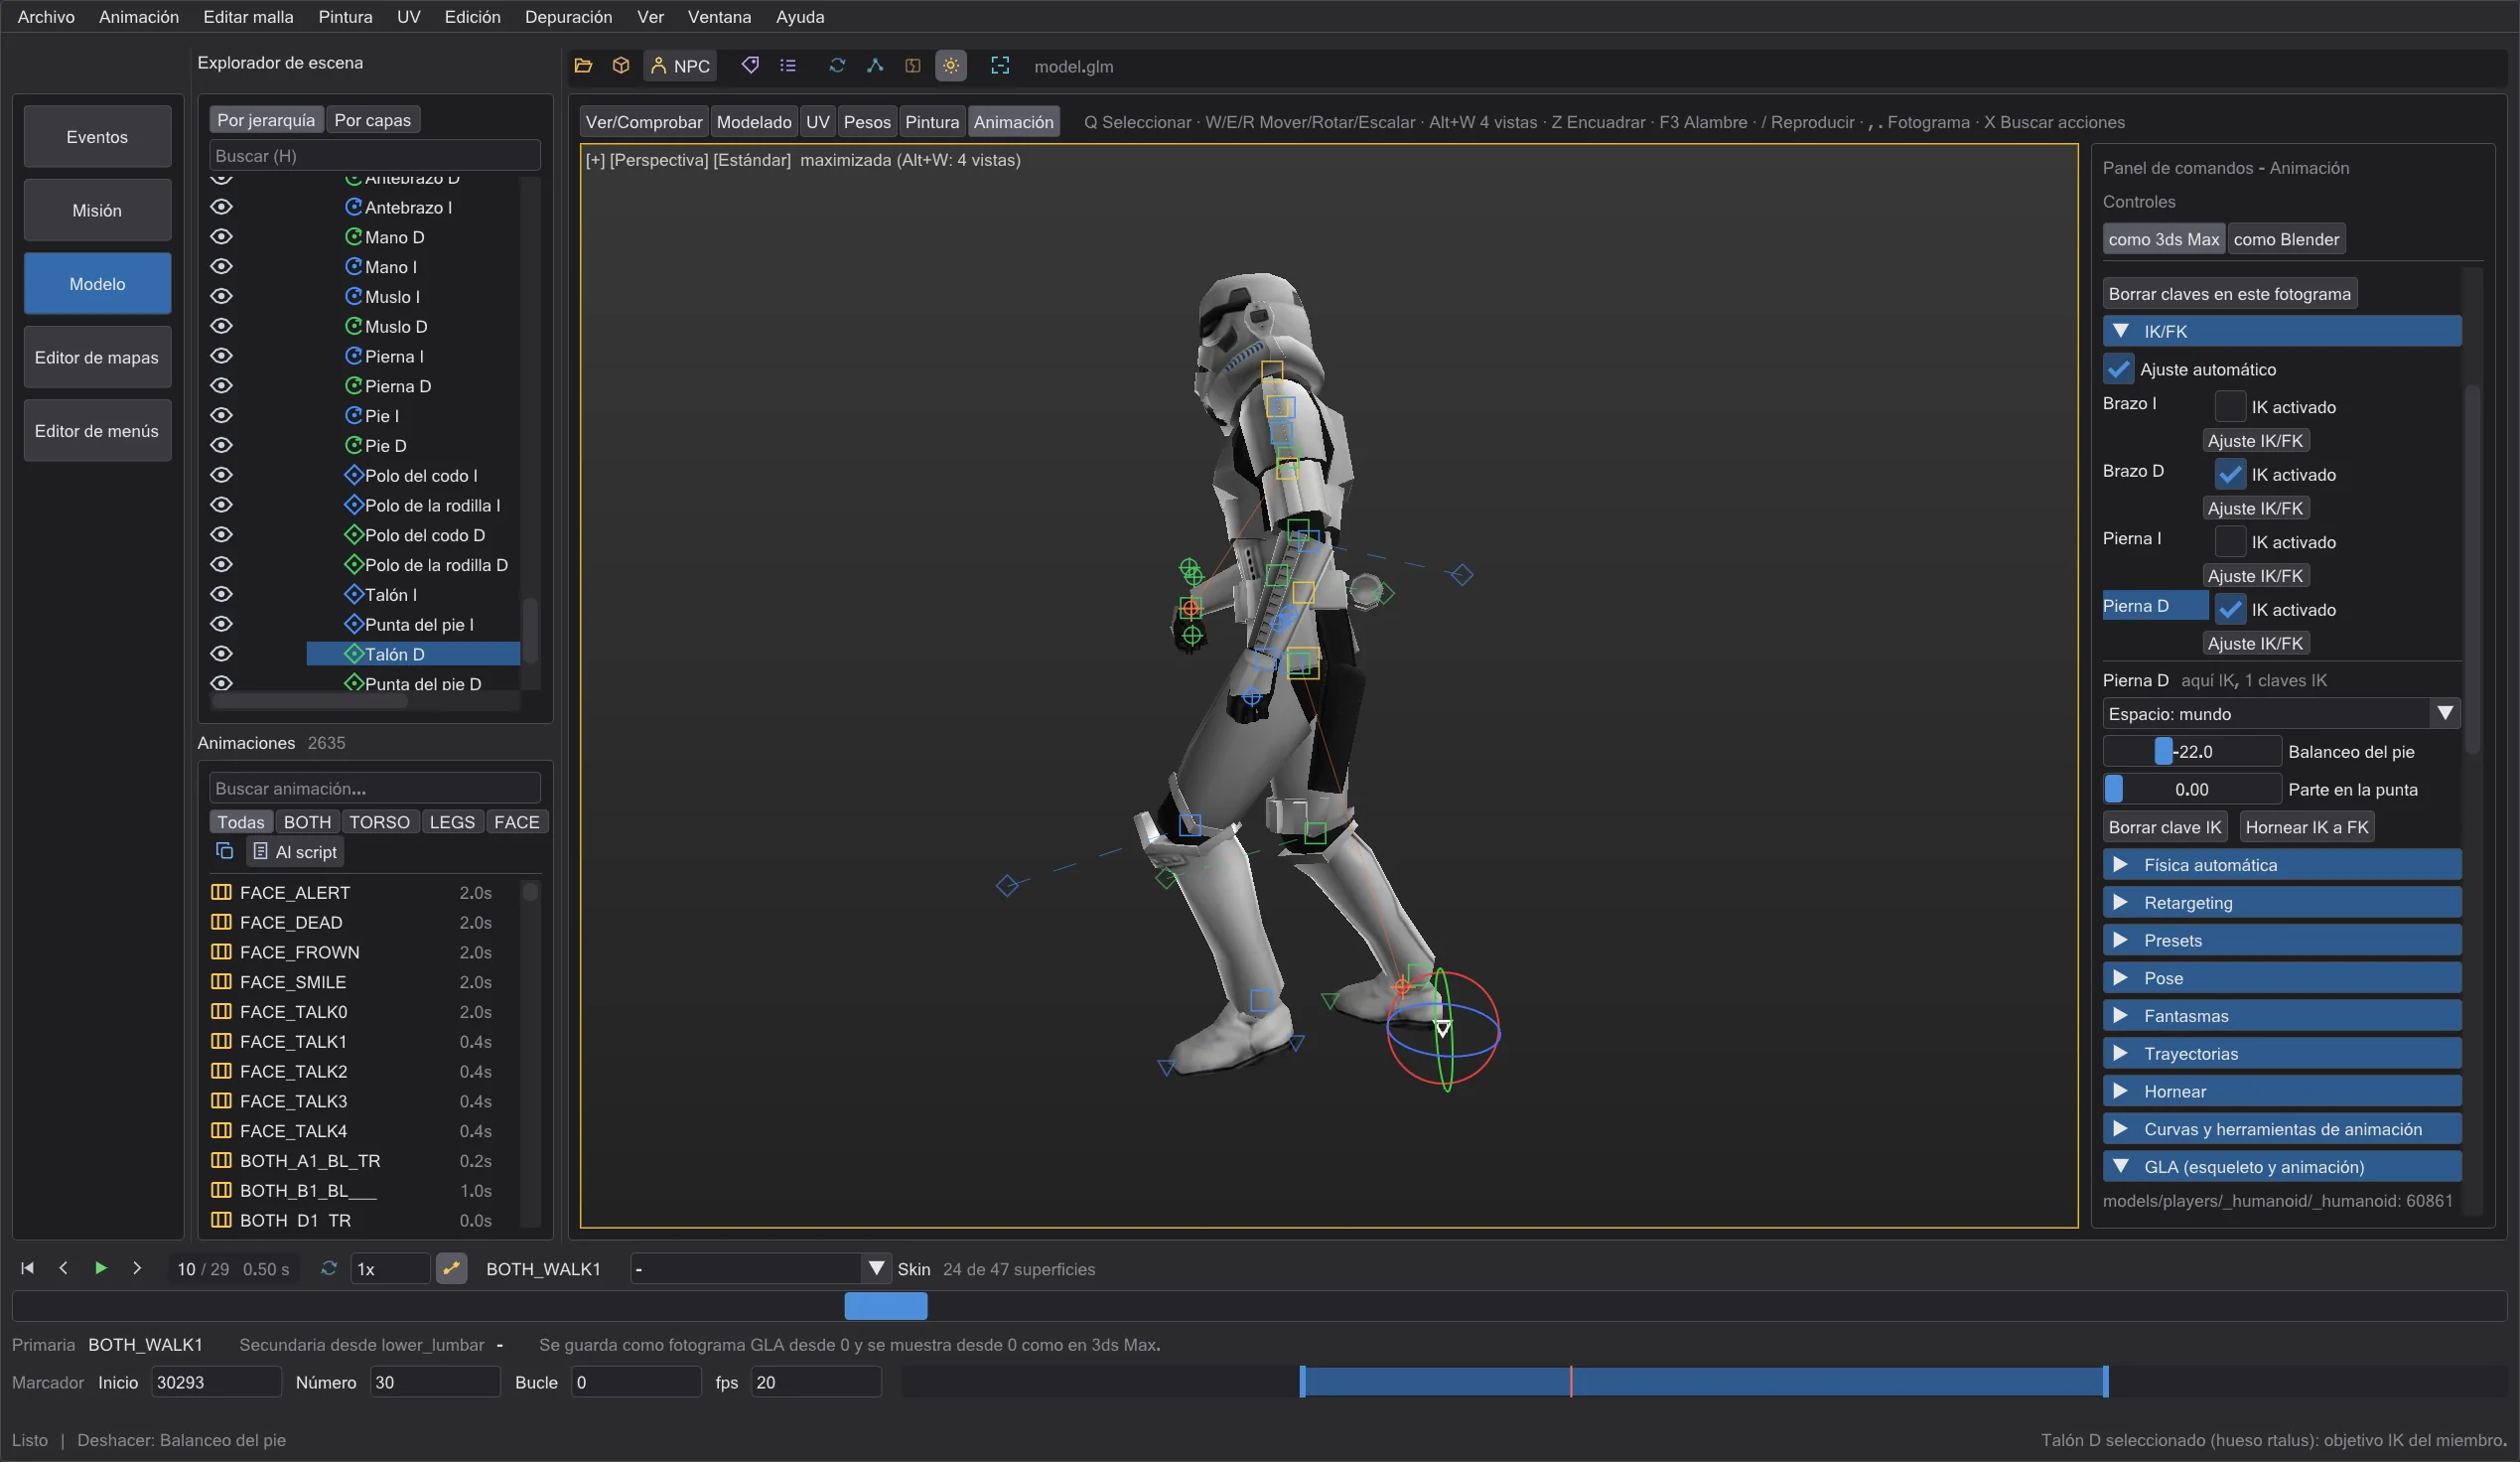 Archivo Animación Editar malla Pintura UV Edición Depuración Ver Ventana Ayuda
Explorador de escena
NPC model.glm
Eventos
Misión
Modelo
Editor de mapas
Editor de menús
Por jerarquía Por capas
Buscar (H)
Antebrazo D
Antebrazo I
Mano D
Mano I
Muslo I
Muslo D
Pierna I
Pierna D
Pie I
Pie D
Polo del codo I
Polo de la rodilla I
Polo del codo D
Polo de la rodilla D
Talón I
Punta del pie I
Talón D
Punta del pie D
Animaciones 2635
Buscar animación...
Todas BOTH TORSO LEGS FACE
AI script
FACE_ALERT 2.0s
FACE_DEAD 2.0s
FACE_FROWN 2.0s
FACE_SMILE 2.0s
FACE_TALK0 2.0s
FACE_TALK1 0.4s
FACE_TALK2 0.4s
FACE_TALK3 0.4s
FACE_TALK4 0.4s
BOTH_A1_BL_TR 0.2s
BOTH_B1_BL___ 1.0s
BOTH D1 TR 0.0s
Ver/Comprobar Modelado UV Pesos Pintura Animación Q Seleccionar · W/E/R Mover/Rotar/Escalar · Alt+W 4 vistas · Z Encuadrar · F3 Alambre · / Reproducir · , . Fotograma · X Buscar acciones
[+] [Perspectiva] [Estándar] maximizada (Alt+W: 4 vistas)
Panel de comandos - Animación
Controles
como 3ds Max como Blender
Borrar claves en este fotograma
IK/FK
Ajuste automático
Brazo I IK activado
Ajuste IK/FK
Brazo D IK activado
Ajuste IK/FK
Pierna I IK activado
Ajuste IK/FK
Pierna D IK activado
Ajuste IK/FK
Pierna D aquí IK, 1 claves IK
Espacio: mundo
-22.0 Balanceo del pie
0.00 Parte en la punta
Borrar clave IK Hornear IK a FK
Física automática
Retargeting
Presets
Pose
Fantasmas
Trayectorias
Hornear
Curvas y herramientas de animación
GLA (esqueleto y animación)
models/players/_humanoid/_humanoid: 60861
10 / 29 0.50 s 1x BOTH_WALK1 - Skin 24 de 47 superficies
Primaria BOTH_WALK1 Secundaria desde lower_lumbar - Se guarda como fotograma GLA desde 0 y se muestra desde 0 como en 3ds Max.
Marcador Inicio 30293 Número 30 Bucle 0 fps 20
Listo | Deshacer: Balanceo del pie
Talón D seleccionado (hueso rtalus): objetivo IK del miembro.